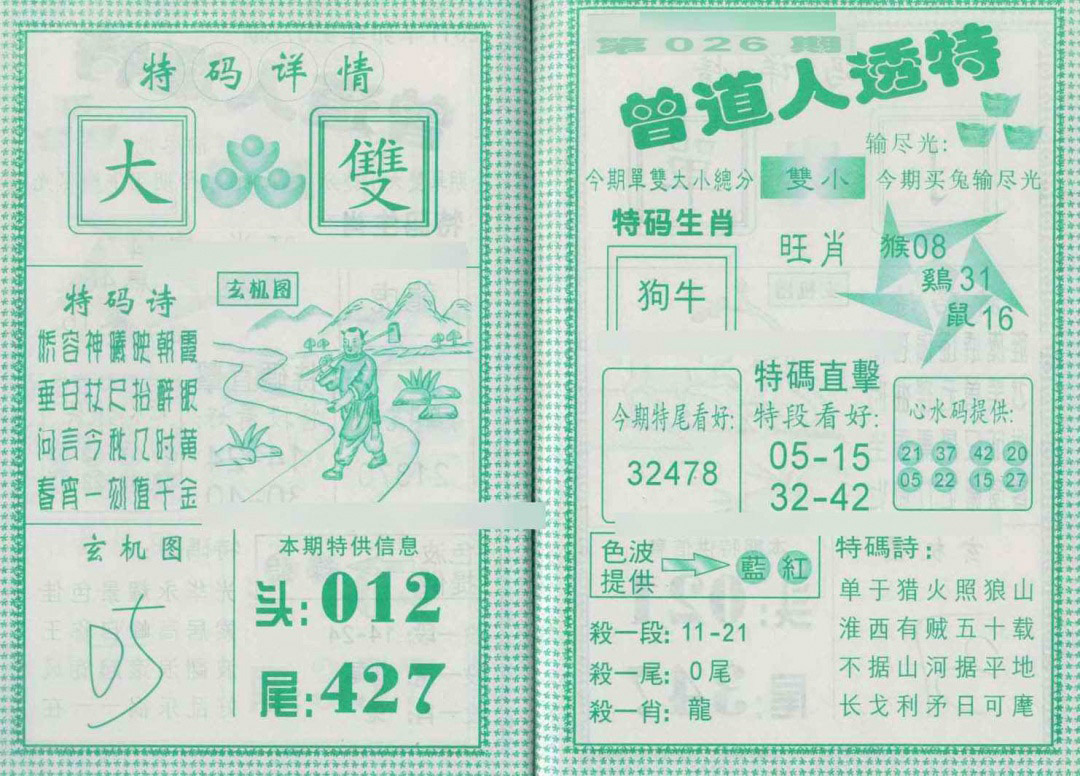 特码详情
大
雙
特码诗
娇容神曦映朝霞
垂白杖尺抬醉眼
问言今秋几时黄
春宵一刻值千金
玄机图
玄机图
本期特供信息
头:012
尾:427
第026期
曾道人透特
输尽光:
今期單雙大小總分
雙小
今期买兔输尽光
特码生肖
狗牛
旺肖
猴08
鷄31
鼠16
今期特尾看好:
32478
特碼直擊
特段看好:
05-15
32-42
心水码提供:
21 37 42 20
05 22 15 27
色波
提供
藍 紅
殺一段: 11-21
殺一尾: 0尾
殺一肖: 龍
特碼詩:
单于猎火照狼山
淮西有贼五十载
不据山河据平地
长戈利矛日可麾